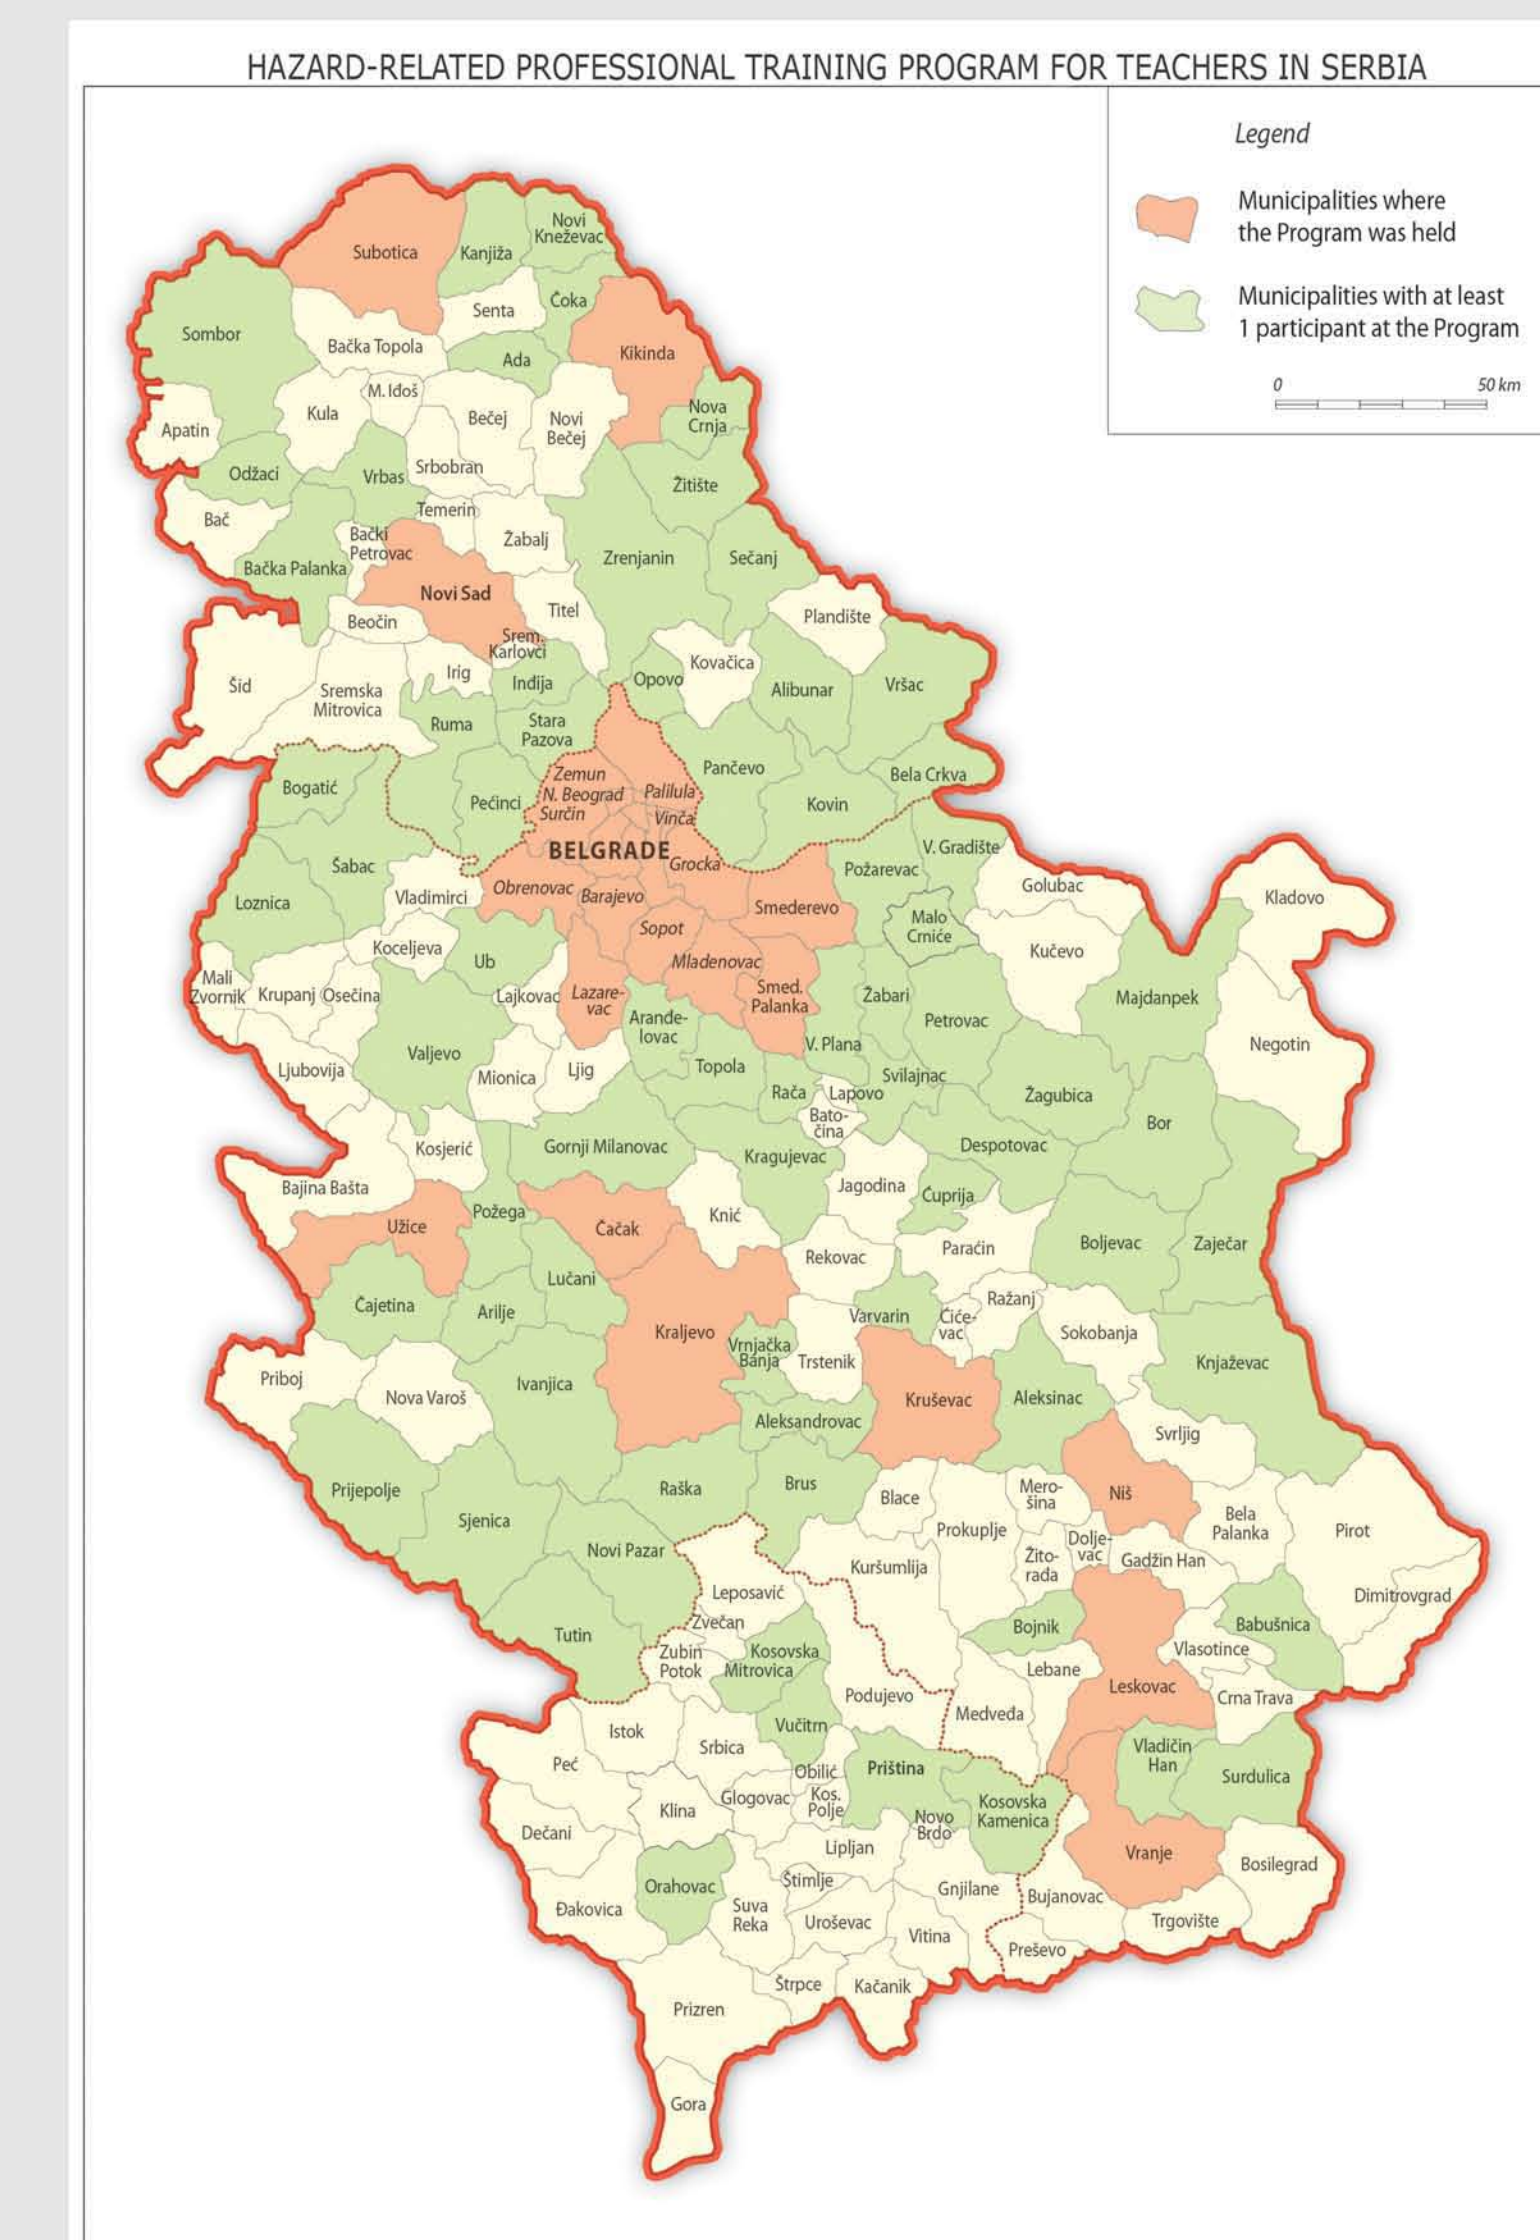 HAZARD-RELATED PROFESSIONAL TRAINING PROGRAM FOR TEACHERS IN SERBIA
Legend
Municipalities where
the Program was held
Municipalities with at least
1 participant at the Program
0 50 km
Subotica
Kanjiža
Novi
Kneževac
Senta
Čoka
Sombor
Bačka Topola
Ada
Kikinda
M. Iđoš
Kula
Bečej
Novi
Bečej
Nova
Crnja
Apatin
Odžaci
Vrbas
Srbobran
Žitište
Bač
Temerin
Bački
Petrovac
Žabalj
Zrenjanin
Sečanj
Bačka Palanka
Novi Sad
Titel
Plandište
Beočin
Srem.
Karlovci
Šid
Sremska
Mitrovica
Irig
Inđija
Opovo
Kovačica
Alibunar
Vršac
Ruma
Stara
Pazova
Pančevo
Bela Crkva
Bogatić
Pećinci
Zemun
N. Beograd
Surčin
Palilula
Vinča
Kovin
BELGRADE
Grocka
V. Gradište
Šabac
Požarevac
Golubac
Kladovo
Loznica
Vladimirci
Obrenovac
Barajevo
Smederevo
Malo
Crniće
Koceljeva
Ub
Sopot
Mladenovac
Kučevo
Mali
Zvornik
Krupanj
Osečina
Lajkovac
Lazare-
vac
Smed.
Palanka
Žabari
Majdanpek
Aranđe-
lovac
Petrovac
Valjevo
V. Plana
Negotin
Ljubovija
Mionica
Ljig
Topola
Svilajnac
Rača
Lapovo
Žagubica
Bato-
čina
Bor
Kosjerić
Gornji Milanovac
Kragujevac
Despotovac
Bajina Bašta
Jagodina
Ćuprija
Užice
Požega
Čačak
Knić
Rekovac
Paraćin
Boljevac
Zaječar
Čajetina
Arilje
Lučani
Ražanj
Kraljevo
Varvarin
Ćiće-
vac
Sokobanja
Vrnjačka
Banja
Trstenik
Knjaževac
Priboj
Nova Varoš
Ivanjica
Kruševac
Aleksinac
Aleksandrovac
Svrljig
Prijepolje
Raška
Brus
Blace
Mero-
šina
Niš
Sjenica
Bela
Palanka
Pirot
Prokuplje
Novi Pazar
Dolje-
vac
Gadžin Han
Kuršumlija
Žito-
rađa
Leposavić
Dimitrovgrad
Zvečan
Tutin
Bojnik
Babušnica
Zubin
Potok
Kosovska
Mitrovica
Vlasotince
Lebane
Podujevo
Leskovac
Crna Trava
Medveđa
Istok
Vučitrn
Srbica
Peć
Vladičin
Han
Obilić
Priština
Surdulica
Klina
Glogovac
Kos.
Polje
Kosovska
Kamenica
Novo
Brdo
Dečani
Lipljan
Vranje
Bosilegrad
Orahovac
Štimlje
Gnjilane
Bujanovac
Đakovica
Suva
Reka
Uroševac
Vitina
Trgovište
Preševo
Štrpce
Kačanik
Prizren
Gora